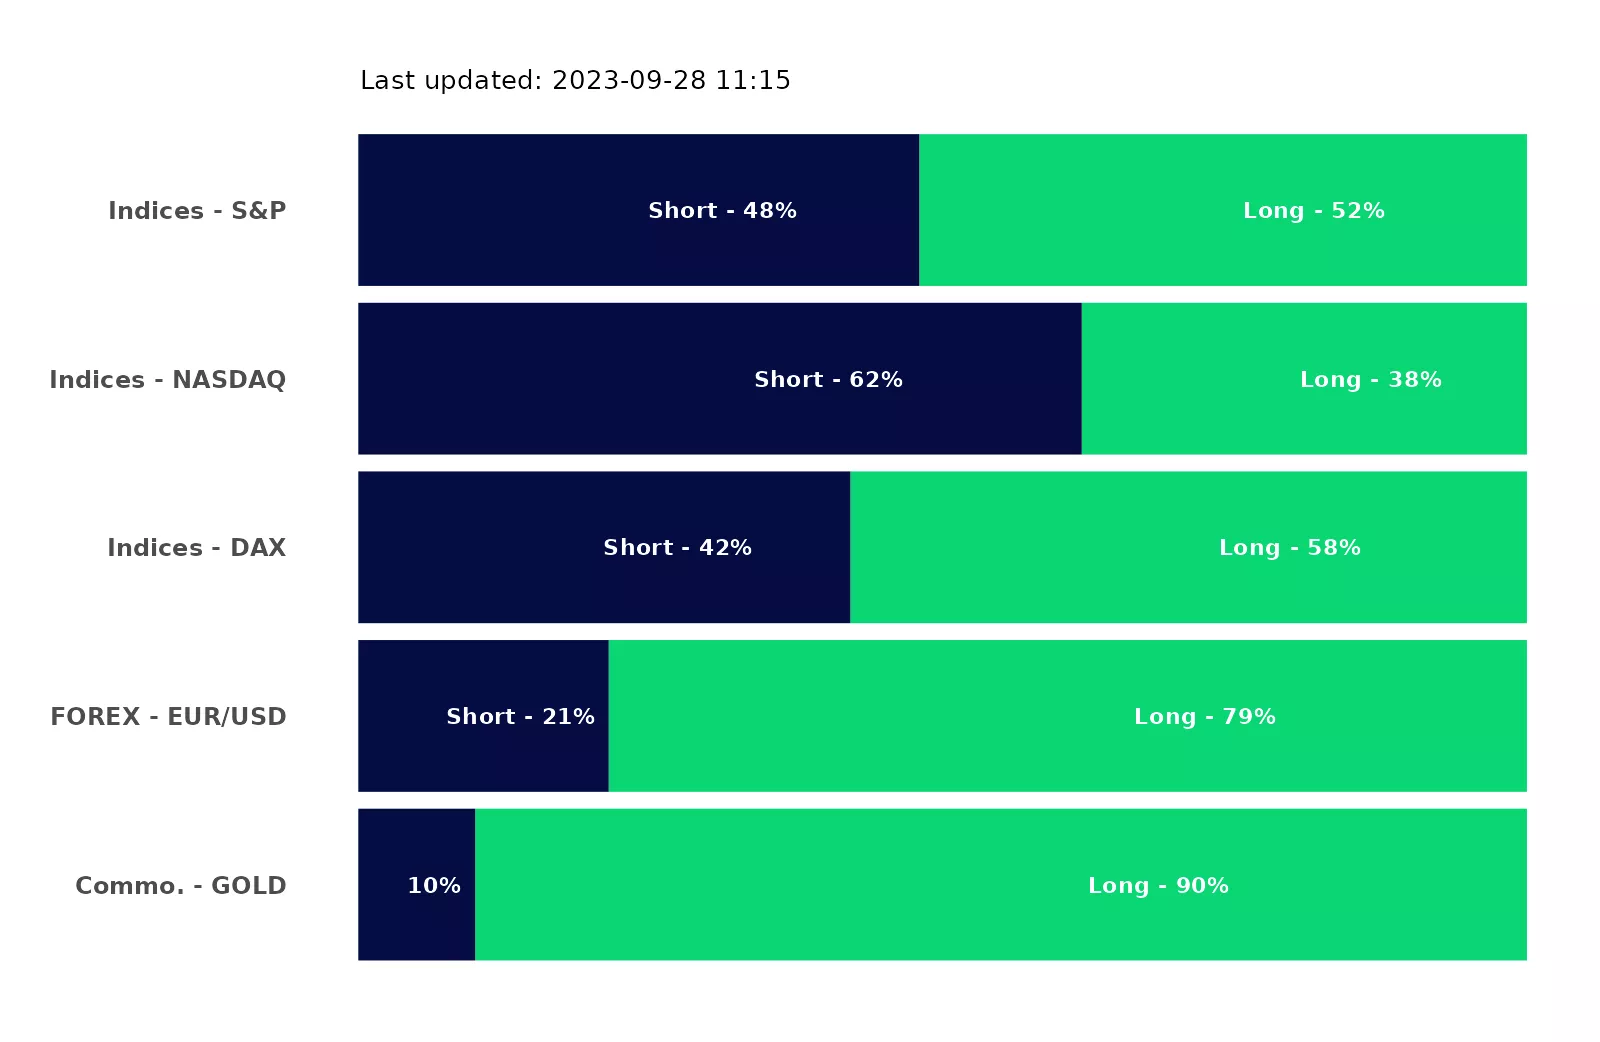 Last updated: 2023-09-28 11:15
Indices - S&P Short - 48% Long - 52%
Indices - NASDAQ Short - 62% Long - 38%
Indices - DAX Short - 42% Long - 58%
FOREX - EUR/USD Short - 21% Long - 79%
Commo. - GOLD 10% Long - 90%